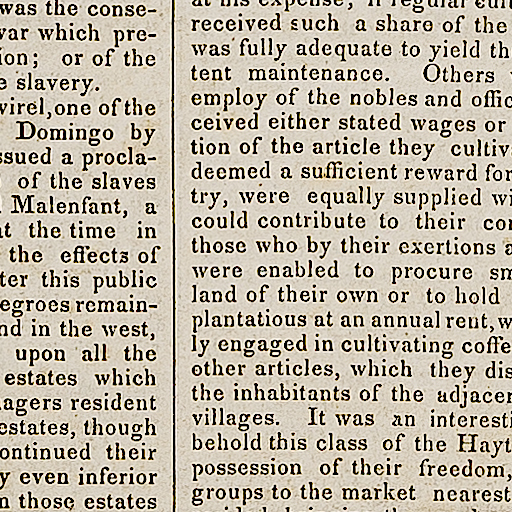 was the conse-
var which pre-
ion; or of the
e slavery.
wirel, one of the
Domingo by
ssued a procla-
of the slaves
Malenfant, a
at the time in
the effects of
ter this public
egroes remain-
nd in the west,
upon all the
estates which
agers resident
estates, though
ontinued their
y even inferior
n those estates
at his expense, if regular cult
received such a share of the
was fully adequate to yield th
tent maintenance. Others
employ of the nobles and offic
ceived either stated wages or
tion of the article they cultiv
deemed a sufficient reward for
try, were equally supplied wi
could contribute to their co
those who by their exertions a
were enabled to procure sm
land of their own or to hold
plantatious at an annual rent, w
ly engaged in cultivating coffe
other articles, which they dis
the inhabitants of the adjacen
villages. It was an interesti
behold this class of the Hayt
possession of their freedom,
groups to the market nearest